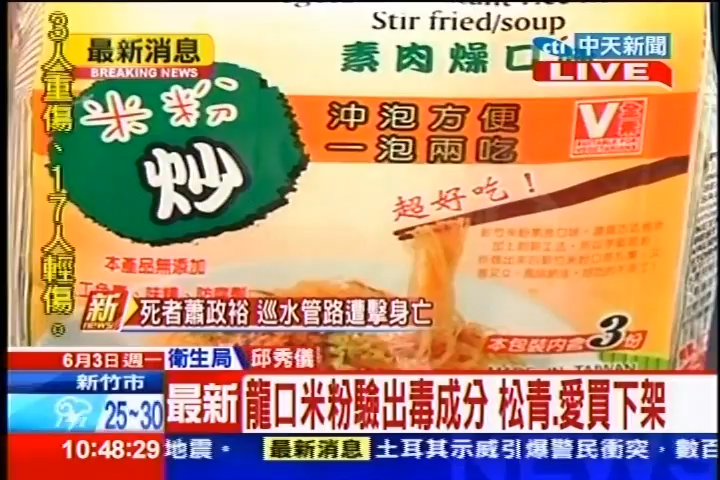 3人重傷、17人輕傷。
最新消息
BREAKING NEWS
Stir fried/soup
素肉燥口
cti 中天新聞
LIVE
米粉
炒
沖泡方便
一泡兩吃
V
全素
超好吃！
本產品無添加
本包裝內含3份
新
news
死者蕭政裕 巡水管路遭擊身亡
6月3日週一
衛生局
邱秀儀
新竹市
25~30
最新
龍口米粉驗出毒成分 松青.愛買下架
10:48:29
地震。
最新消息
土耳其示威引爆警民衝突，數百